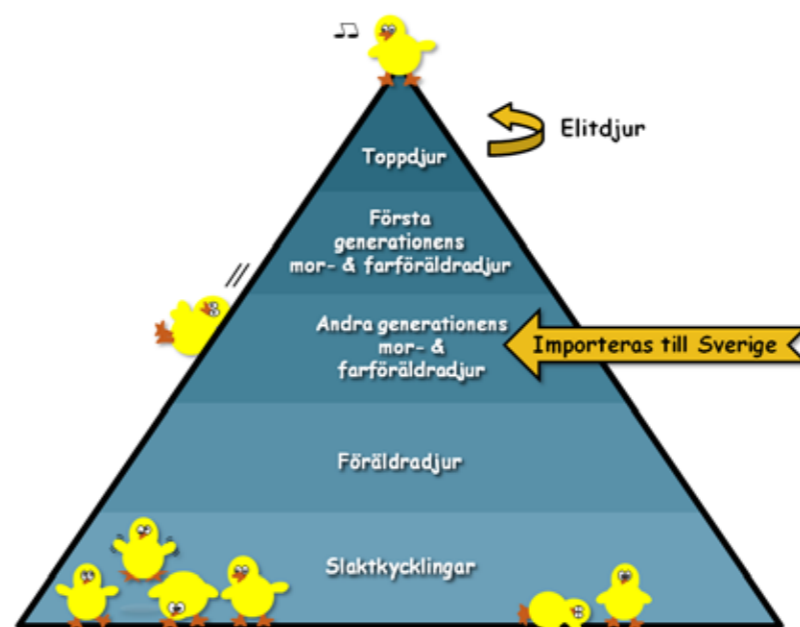 Elitdjur
Toppdjur
Första
generationens
mor- & farföräldradjur
Andra generationens
mor- &
farföräldradjur
Importeras till Sverige
Föräldradjur
Slaktkycklingar